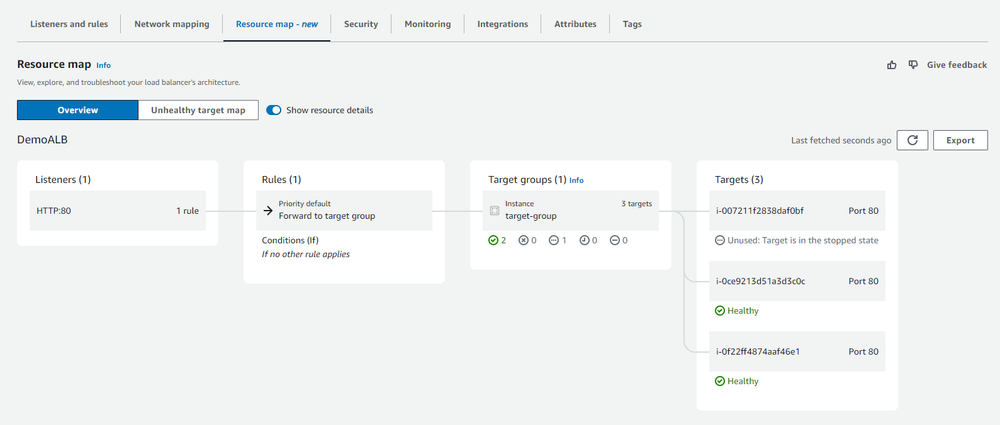 Listeners and rules
Network mapping
Resource map - new
Security
Monitoring
Integrations
Attributes
Tags
Resource map Info
Give feedback
View, explore, and troubleshoot your load balancer's architecture.
Overview
Unhealthy target map
Show resource details
DemoALB
Last fetched seconds ago
Export
Listeners (1)
HTTP:80 1 rule
Rules (1)
Priority default
Forward to target group
Conditions (If)
If no other rule applies
Target groups (1) Info
Instance 3 targets
target-group
2 0 1 0 0
Targets (3)
i-007211f2838daf0bf Port 80
Unused: Target is in the stopped state
i-0ce9213d51a3d3c0c Port 80
Healthy
i-0f22ff4874aaf46e1 Port 80
Healthy